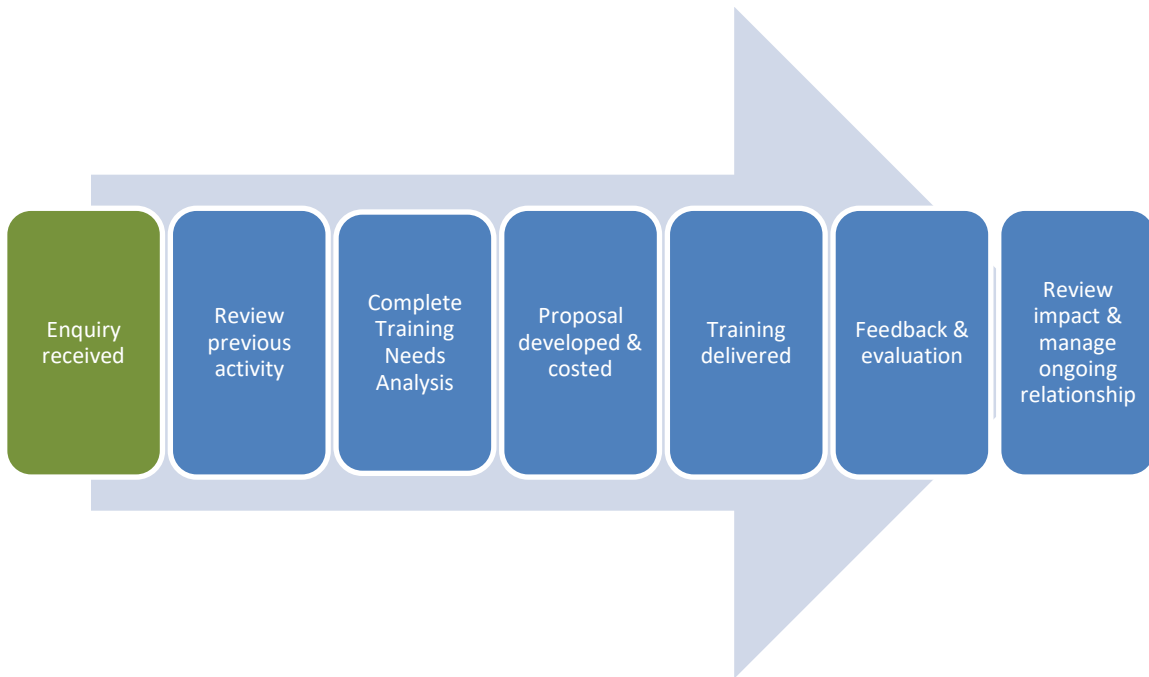 Enquiry
received
Review
previous
activity
Complete
Training
Needs
Analysis
Proposal
developed &
costed
Training
delivered
Feedback &
evaluation
Review
impact &
manage
ongoing
relationship